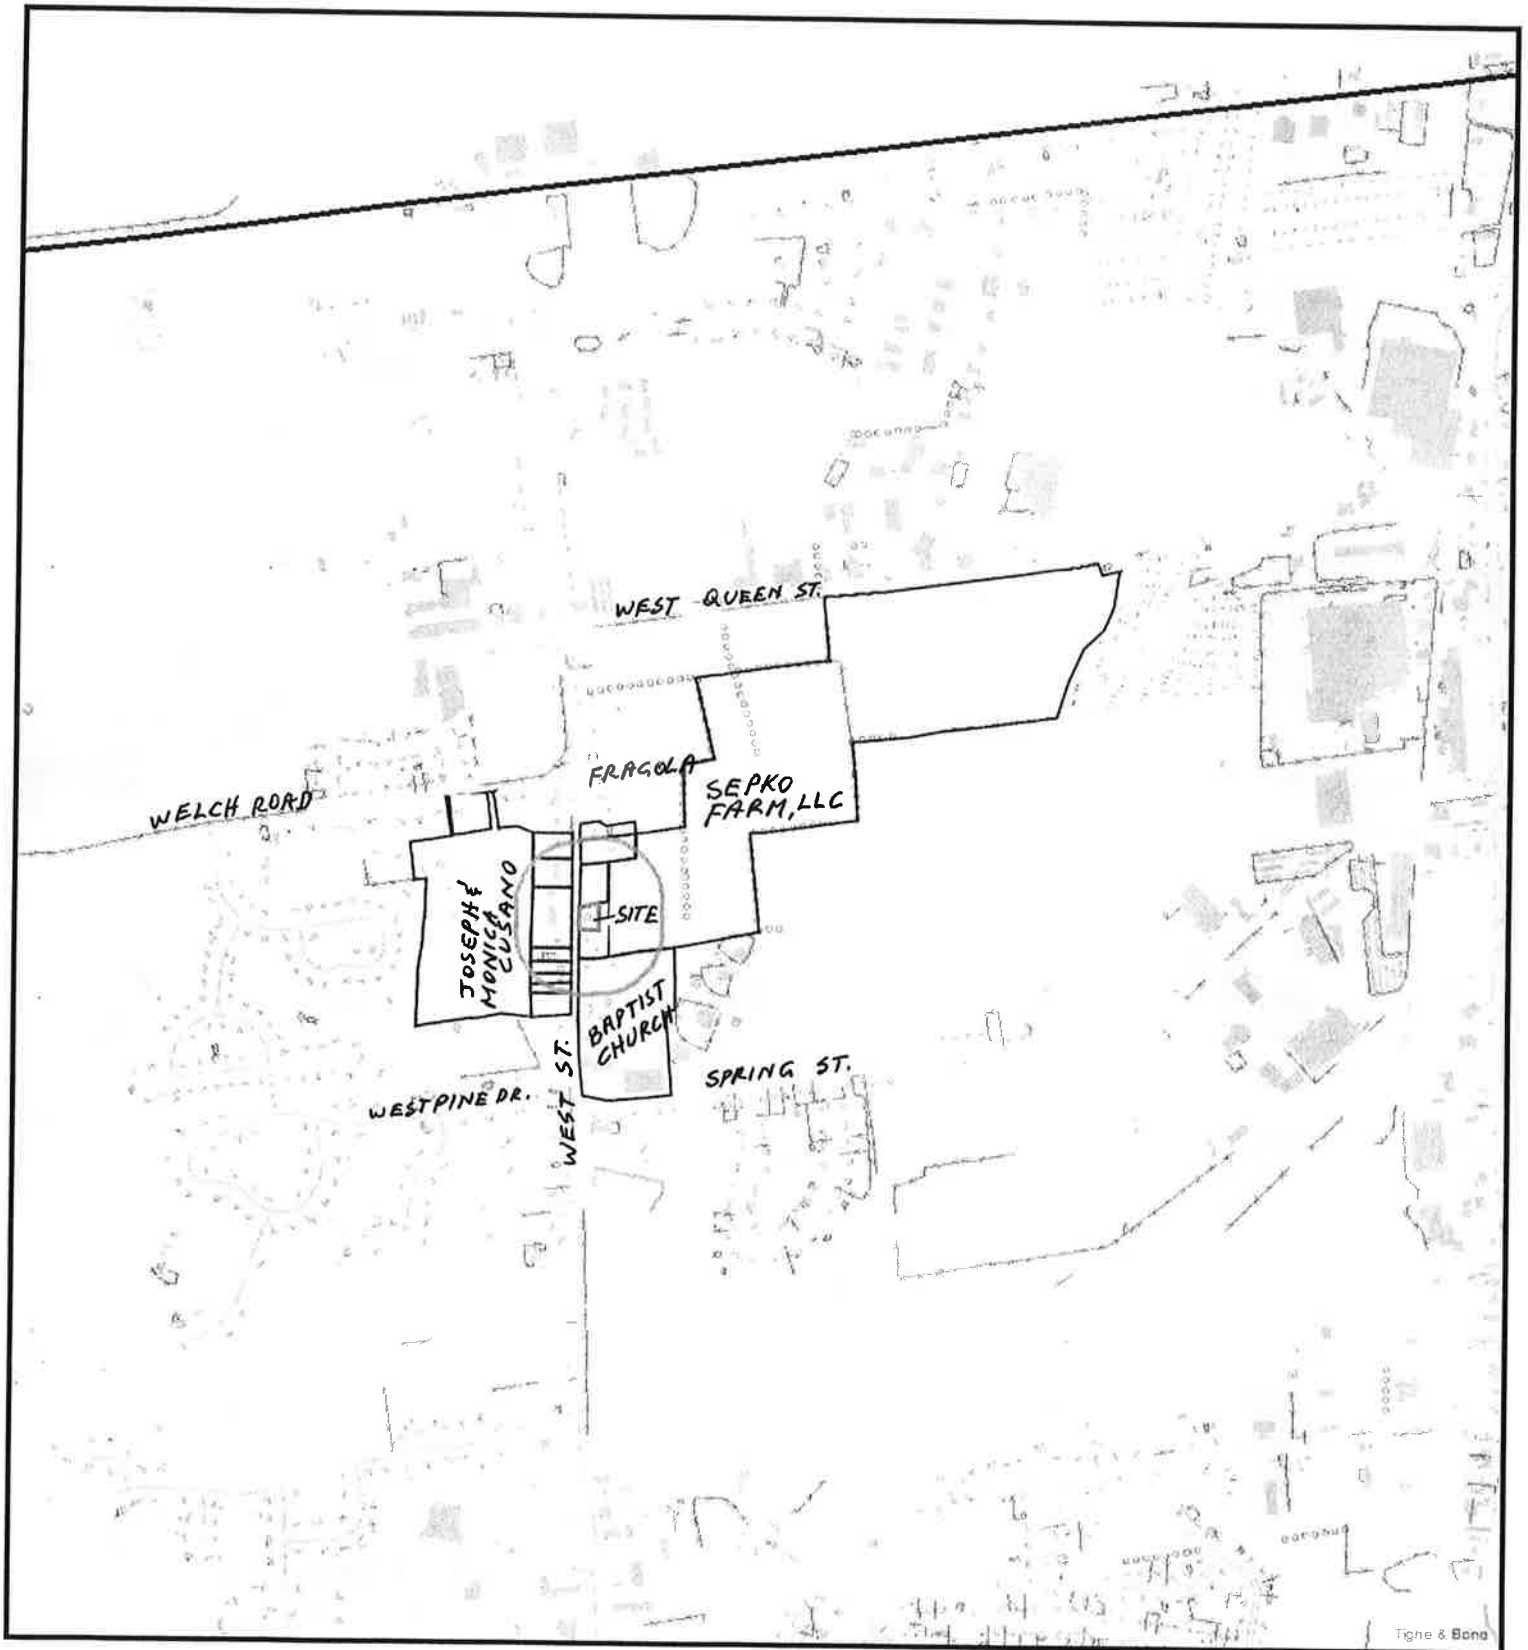 WEST QUEEN ST.
FRAGOLA
SEPKO
FARM, LLC
WELCH ROAD
JOSEPH &
MONICA
CUSANO
SITE
BAPTIST
CHURCH
SPRING ST.
WESTPINE DR.
WEST ST.
Tighe & Bond